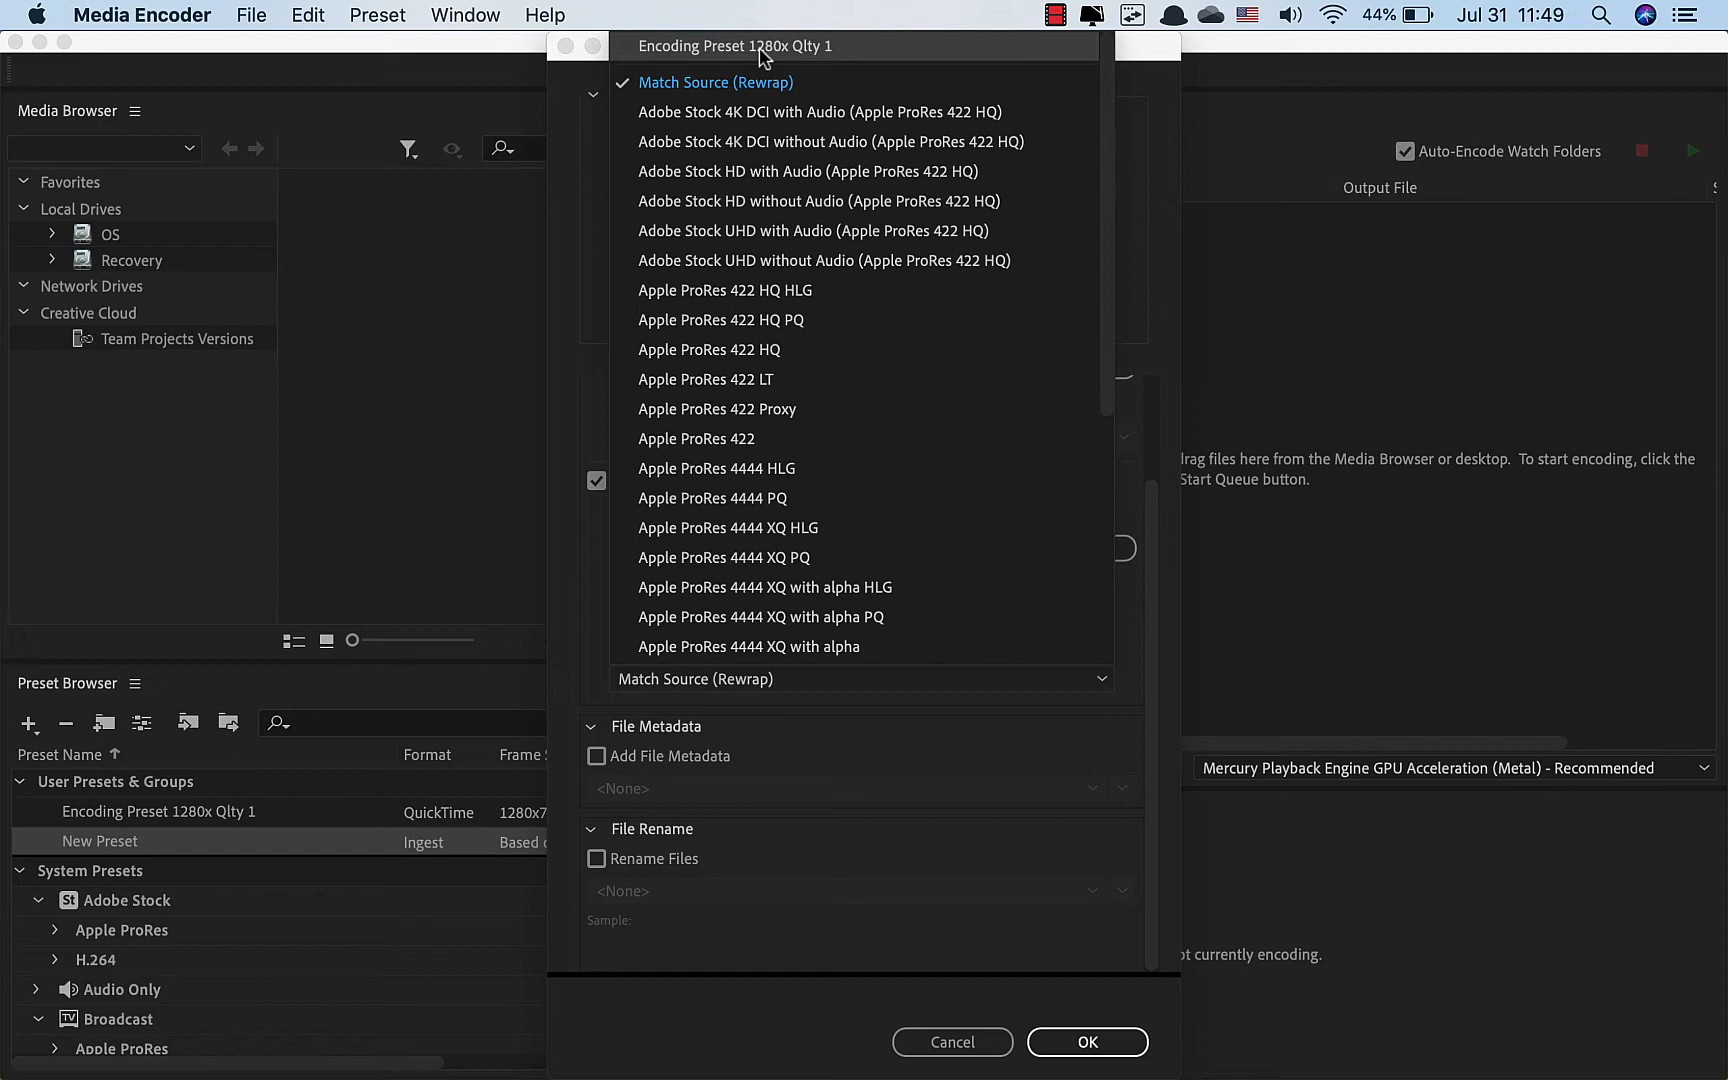 Media Encoder File Edit Preset Window Help 44% Jul 31 11:49
Encoding Preset 1280x Qlty 1
Match Source (Rewrap)
Adobe Stock 4K DCI with Audio (Apple ProRes 422 HQ)
Adobe Stock 4K DCI without Audio (Apple ProRes 422 HQ)
Adobe Stock HD with Audio (Apple ProRes 422 HQ)
Adobe Stock HD without Audio (Apple ProRes 422 HQ)
Adobe Stock UHD with Audio (Apple ProRes 422 HQ)
Adobe Stock UHD without Audio (Apple ProRes 422 HQ)
Apple ProRes 422 HQ HLG
Apple ProRes 422 HQ PQ
Apple ProRes 422 HQ
Apple ProRes 422 LT
Apple ProRes 422 Proxy
Apple ProRes 422
Apple ProRes 4444 HLG
Apple ProRes 4444 PQ
Apple ProRes 4444 XQ HLG
Apple ProRes 4444 XQ PQ
Apple ProRes 4444 XQ with alpha HLG
Apple ProRes 4444 XQ with alpha PQ
Apple ProRes 4444 XQ with alpha
Match Source (Rewrap)
File Metadata
Add File Metadata
<None>
File Rename
Rename Files
<None>
Sample:
Cancel OK
Media Browser
Favorites
Local Drives
OS
Recovery
Network Drives
Creative Cloud
Team Projects Versions
Preset Browser
Preset Name Format Frame S
User Presets & Groups
Encoding Preset 1280x Qlty 1 QuickTime 1280x7
New Preset Ingest Based o
System Presets
St Adobe Stock
Apple ProRes
H.264
Audio Only
TV Broadcast
Apple ProRes
Auto-Encode Watch Folders
Output File S
drag files here from the Media Browser or desktop. To start encoding, click the
Start Queue button.
Mercury Playback Engine GPU Acceleration (Metal) - Recommended
ot currently encoding.